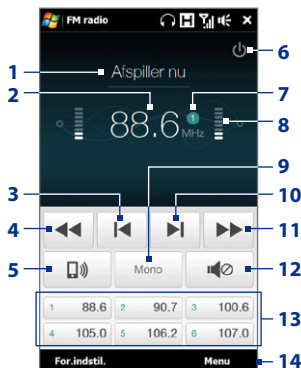 FM radio
6
1
Afspiller nu
2
7
88.6
1
MHz
8
9
3
10
4
11
5
Mono
12
1 88.6 2 90.7 3 100.6
13
4 105.0 5 106.2 6 107.0
For.indstil. Menu
14